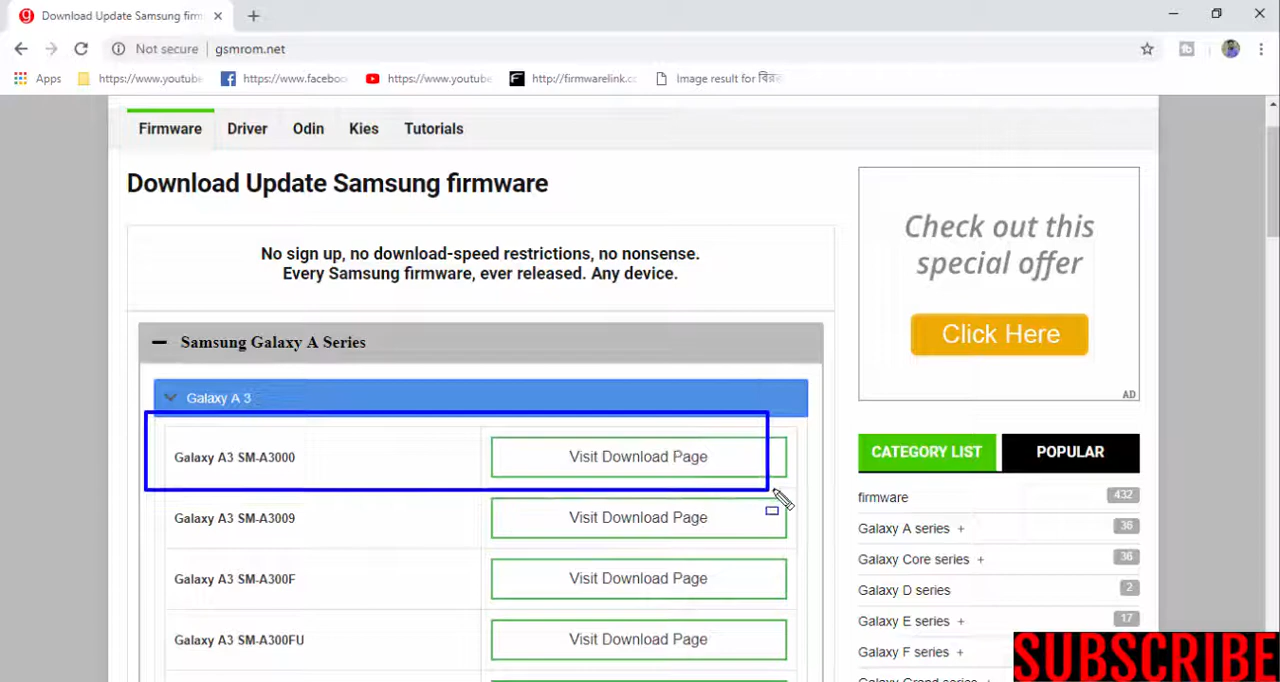 Download Update Samsung firm
Not secure
gsmrom.net
Apps
https://www.youtube
https://www.facebo
https://www.youtube
http://firmwarelink.cc
Image result for বির
Firmware
Driver
Odin
Kies
Tutorials
Download Update Samsung firmware
No sign up, no download-speed restrictions, no nonsense.
Every Samsung firmware, ever released. Any device.
Samsung Galaxy A Series
Galaxy A 3
Galaxy A3 SM-A3000
Visit Download Page
Galaxy A3 SM-A3009
Visit Download Page
Galaxy A3 SM-A300F
Visit Download Page
Galaxy A3 SM-A300FU
Visit Download Page
Check out this
special offer
Click Here
AD
CATEGORY LIST
POPULAR
firmware
432
Galaxy A series +
36
Galaxy Core series +
36
Galaxy D series
2
Galaxy E series +
17
Galaxy F series +
Galaxy Grand series +
SUBSCRIBE